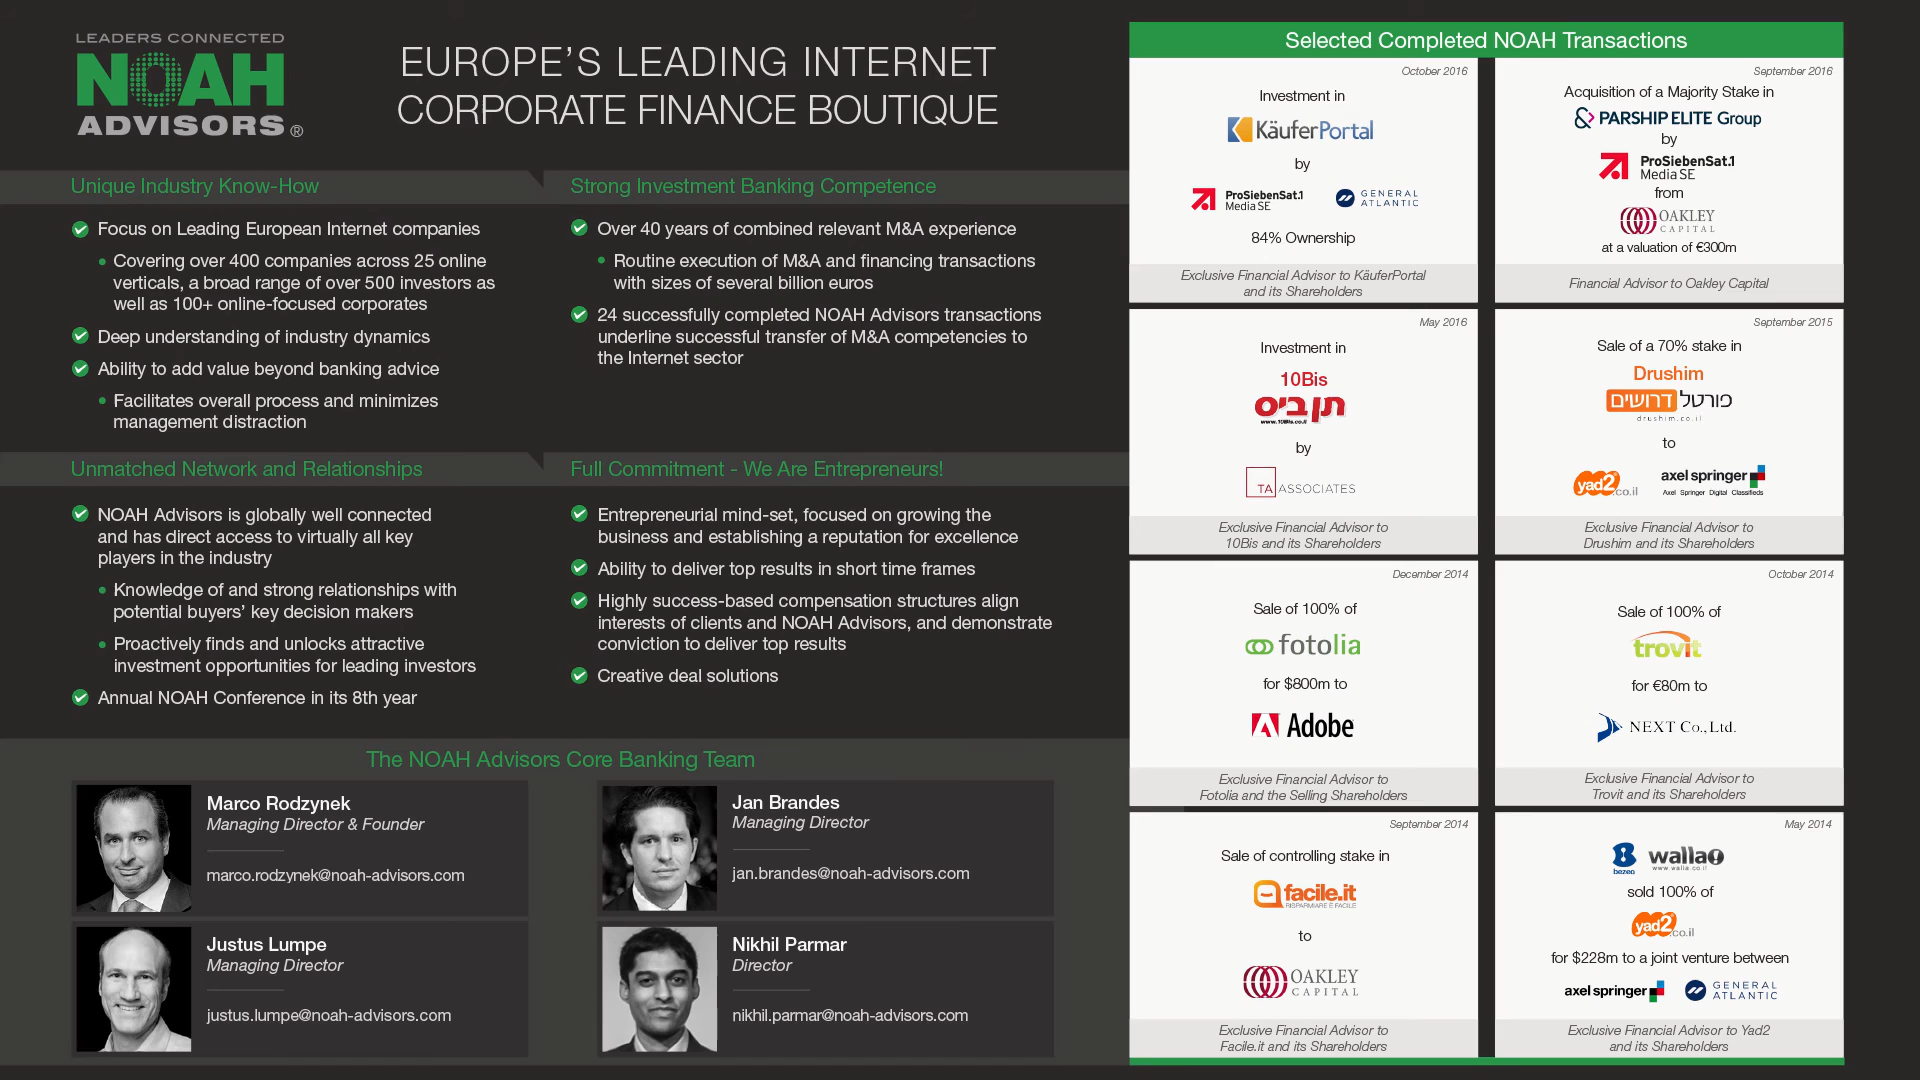 LEADERS CONNECTED
NOAH
ADVISORS®
EUROPE'S LEADING INTERNET
CORPORATE FINANCE BOUTIQUE
Unique Industry Know-How
Focus on Leading European Internet companies
Covering over 400 companies across 25 online
verticals, a broad range of over 500 investors as
well as 100+ online-focused corporates
Deep understanding of industry dynamics
Ability to add value beyond banking advice
Facilitates overall process and minimizes
management distraction
Strong Investment Banking Competence
Over 40 years of combined relevant M&A experience
Routine execution of M&A and financing transactions
with sizes of several billion euros
24 successfully completed NOAH Advisors transactions
underline successful transfer of M&A competencies to
the Internet sector
Unmatched Network and Relationships
NOAH Advisors is globally well connected
and has direct access to virtually all key
players in the industry
Knowledge of and strong relationships with
potential buyers' key decision makers
Proactively finds and unlocks attractive
investment opportunities for leading investors
Annual NOAH Conference in its 8th year
Full Commitment - We Are Entrepreneurs!
Entrepreneurial mind-set, focused on growing the
business and establishing a reputation for excellence
Ability to deliver top results in short time frames
Highly success-based compensation structures align
interests of clients and NOAH Advisors, and demonstrate
conviction to deliver top results
Creative deal solutions
The NOAH Advisors Core Banking Team
Marco Rodzynek
Managing Director & Founder
marco.rodzynek@noah-advisors.com
Jan Brandes
Managing Director
jan.brandes@noah-advisors.com
Justus Lumpe
Managing Director
justus.lumpe@noah-advisors.com
Nikhil Parmar
Director
nikhil.parmar@noah-advisors.com
Selected Completed NOAH Transactions
October 2016
Investment in
KäuferPortal
by
ProSiebenSat.1
Media SE
GENERAL
ATLANTIC
84% Ownership
Exclusive Financial Advisor to KäuferPortal
and its Shareholders
September 2016
Acquisition of a Majority Stake in
PARSHIP ELITE Group
by
ProSiebenSat.1
Media SE
from
OAKLEY
CAPITAL
at a valuation of €300m
Financial Advisor to Oakley Capital
May 2016
Investment in
10Bis
תן ביס
www.10Bis.co.il
by
TA ASSOCIATES
Exclusive Financial Advisor to
10Bis and its Shareholders
September 2015
Sale of a 70% stake in
Drushim
פורטל דרושים
drushim.co.il
to
yad2.co.il
axel springer
Axel Springer Digital Classifieds
Exclusive Financial Advisor to
Drushim and its Shareholders
December 2014
Sale of 100% of
fotolia
for $800m to
Adobe
Exclusive Financial Advisor to
Fotolia and the Selling Shareholders
October 2014
Sale of 100% of
trovit
for €80m to
NEXT Co., Ltd.
Exclusive Financial Advisor to
Trovit and its Shareholders
September 2014
Sale of controlling stake in
facile.it
RISPARMIARE È FACILE
to
OAKLEY
CAPITAL
Exclusive Financial Advisor to
Facile.it and its Shareholders
May 2014
bezeq
walla!
www.walla.co.il
sold 100% of
yad2.co.il
for $228m to a joint venture between
axel springer
GENERAL
ATLANTIC
Exclusive Financial Advisor to Yad2
and its Shareholders